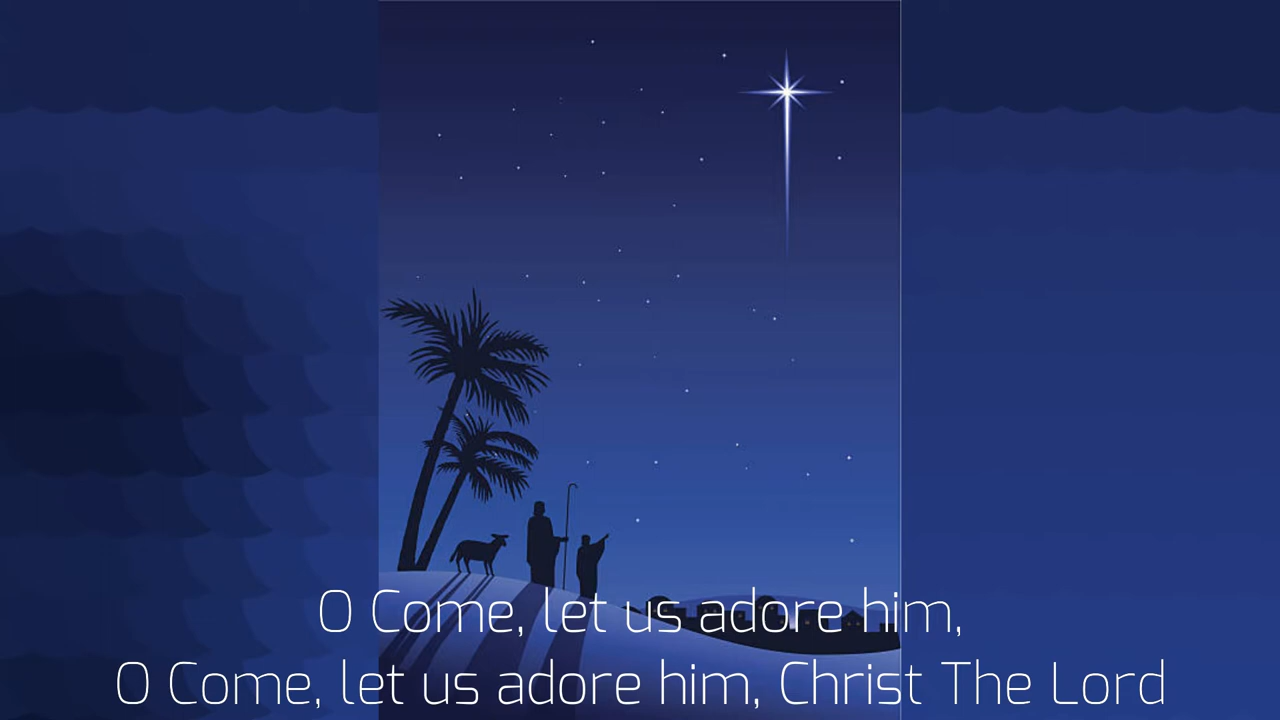 O Come, let us adore him,
O Come, let us adore him, Christ The Lord